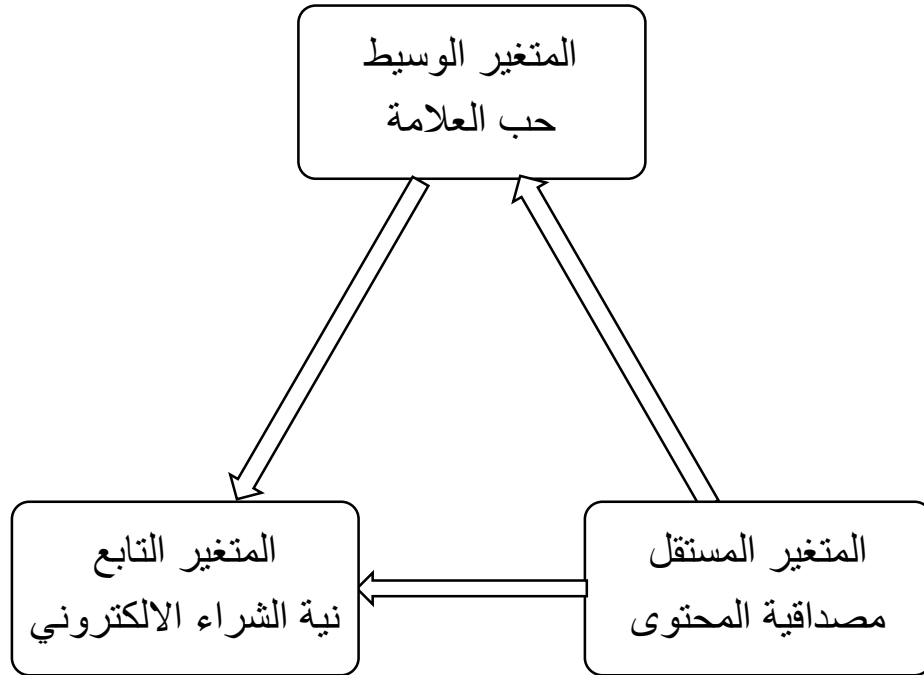 المتغير الوسيط
حب العلامة
المتغير المستقل
مصداقية المحتوى
المتغير التابع
نية الشراء الالكتروني